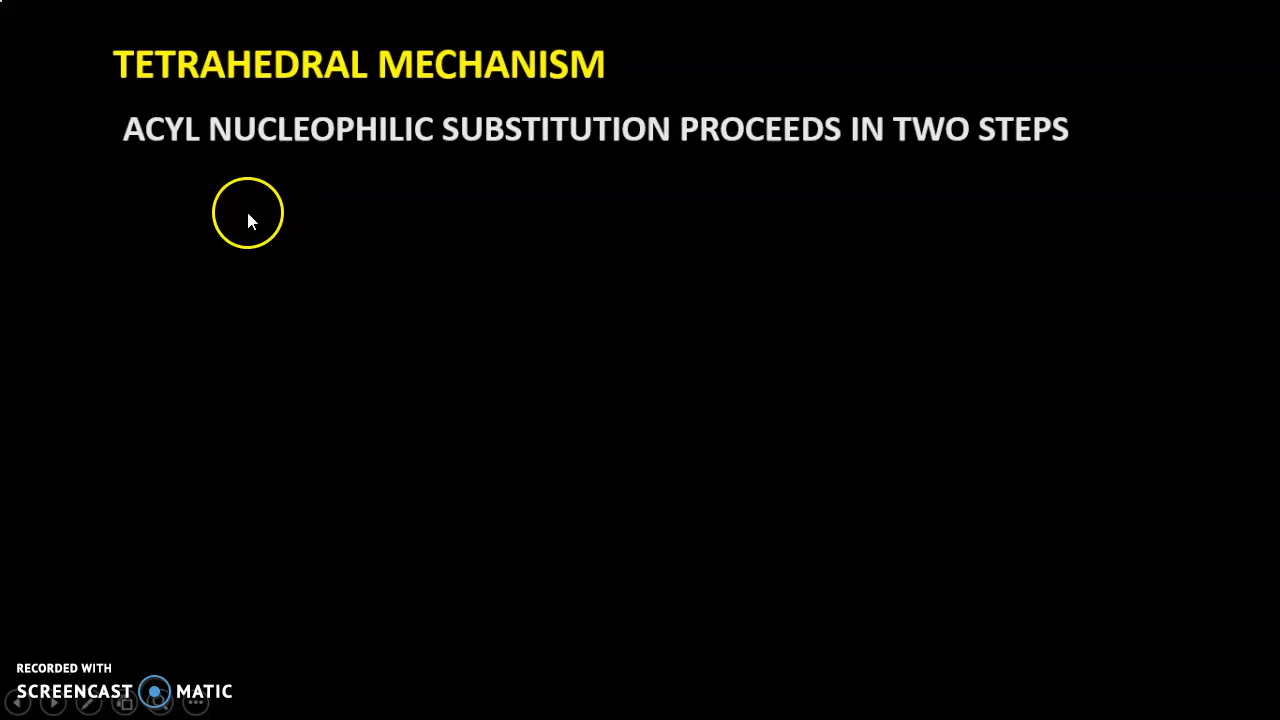 TETRAHEDRAL MECHANISM
ACYL NUCLEOPHILIC SUBSTITUTION PROCEEDS IN TWO STEPS
RECORDED WITH
SCREENCAST MATIC